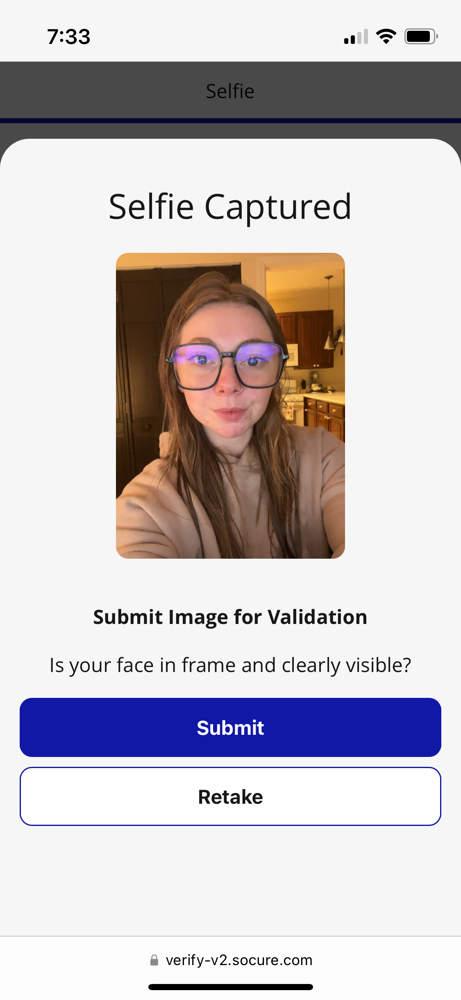 7:33
Selfie
Selfie Captured
Submit Image for Validation
Is your face in frame and clearly visible?
Submit
Retake
verify-v2.socure.com